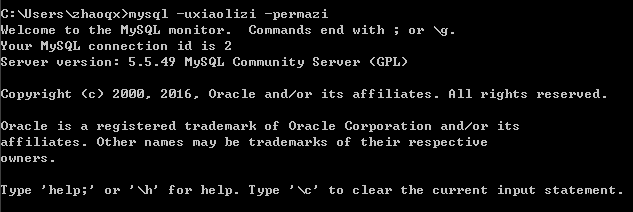 C:\Users\zhaoqx>mysql -uxiaolizi -permazi
Welcome to the MySQL monitor.  Commands end with ; or \g.
Your MySQL connection id is 2
Server version: 5.5.49 MySQL Community Server (GPL)
Copyright (c) 2000, 2016, Oracle and/or its affiliates. All rights reserved.
Oracle is a registered trademark of Oracle Corporation and/or its
affiliates. Other names may be trademarks of their respective
owners.
Type 'help;' or '\h' for help. Type '\c' to clear the current input statement.